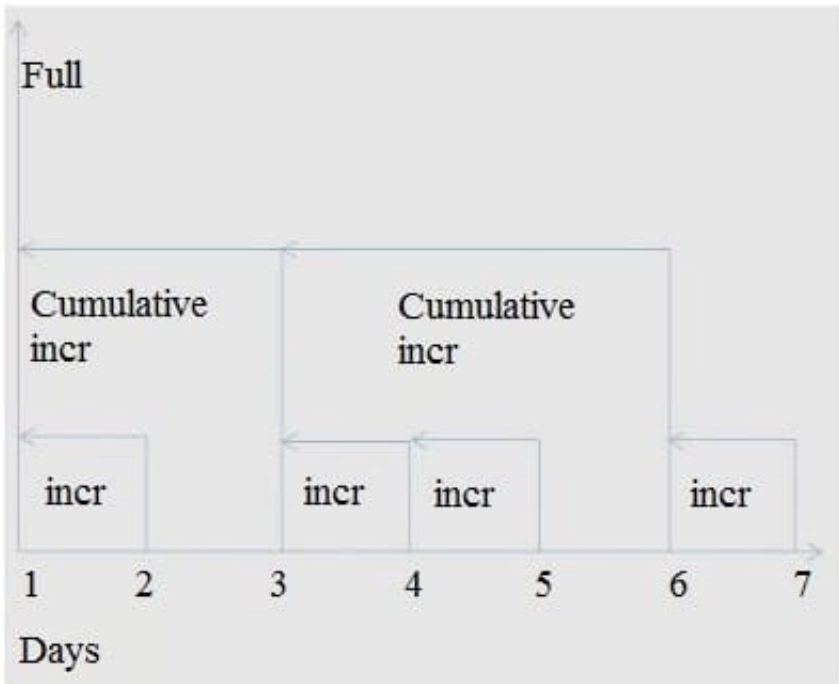 Full
Cumulative
incr
Cumulative
incr
incr
incr
incr
incr
1 2 3 4 5 6 7
Days